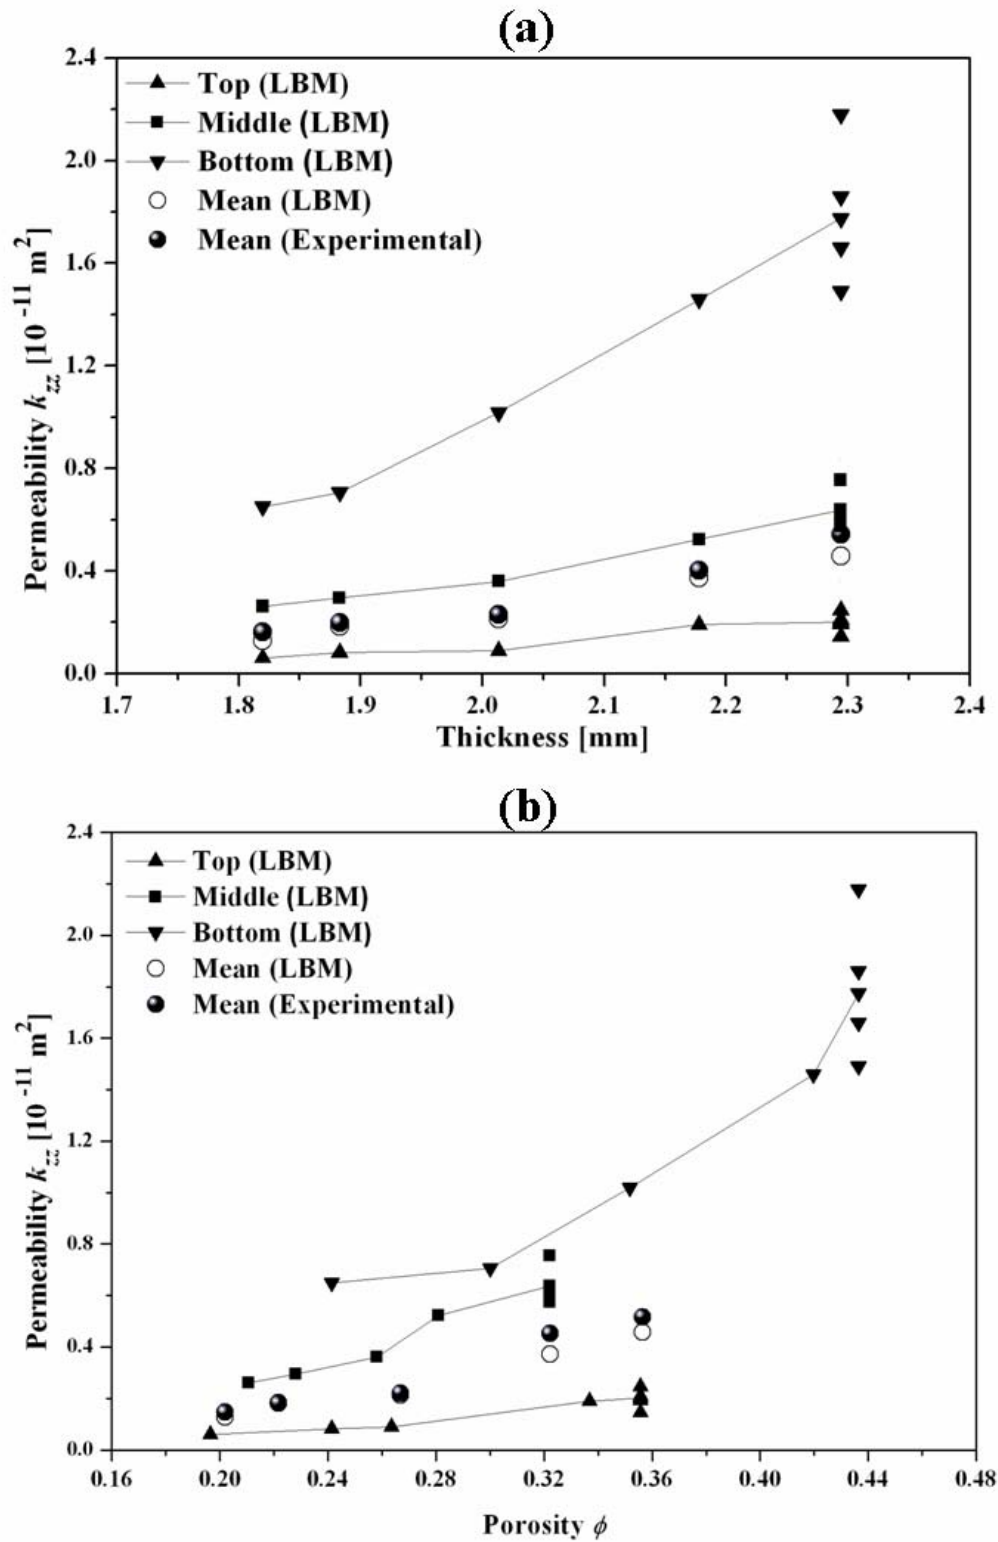 (a)
2.4
2.0
1.6
1.2
0.8
0.4
0.0
Permeability k_zz [10^-11 m^2]
Top (LBM)
Middle (LBM)
Bottom (LBM)
Mean (LBM)
Mean (Experimental)
1.7 1.8 1.9 2.0 2.1 2.2 2.3 2.4
Thickness [mm]
(b)
2.4
2.0
1.6
1.2
0.8
0.4
0.0
Permeability k_zz [10^-11 m^2]
Top (LBM)
Middle (LBM)
Bottom (LBM)
Mean (LBM)
Mean (Experimental)
0.16 0.20 0.24 0.28 0.32 0.36 0.40 0.44 0.48
Porosity ϕ